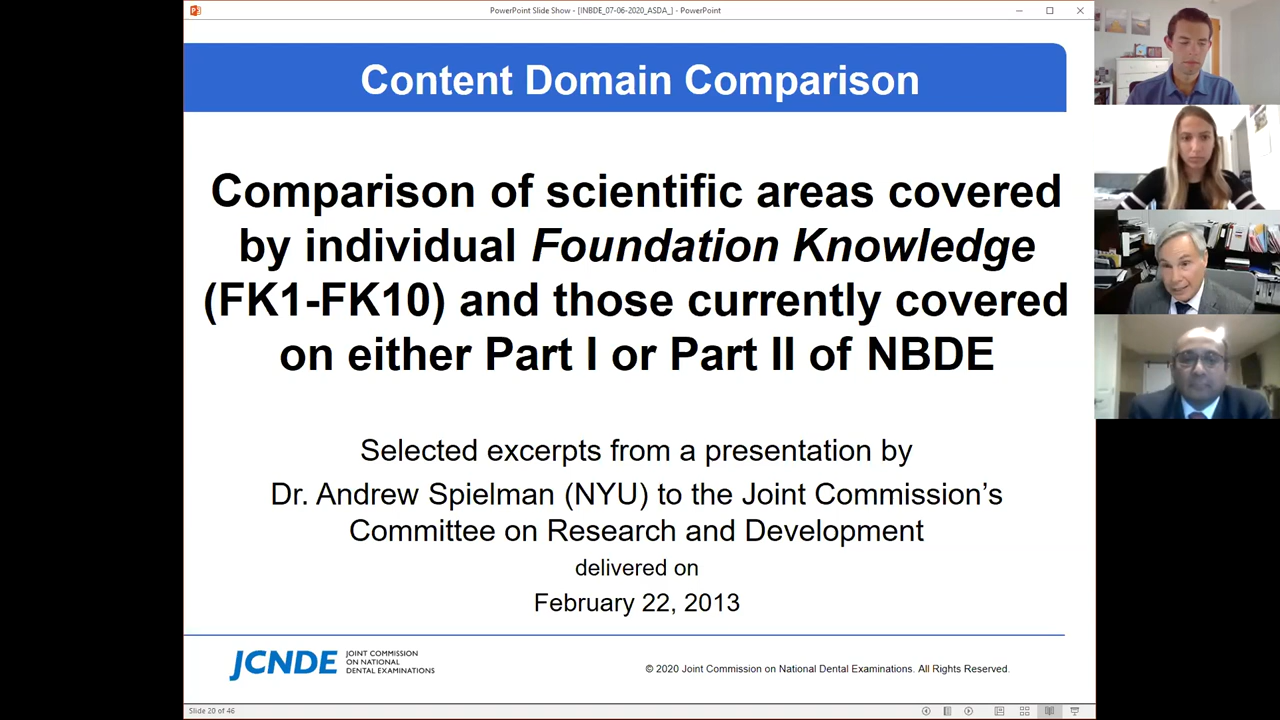 PowerPoint Slide Show - [INBDE_07-06-2020_ASDA_] - PowerPoint
Content Domain Comparison
Comparison of scientific areas covered
by individual Foundation Knowledge
(FK1-FK10) and those currently covered
on either Part I or Part II of NBDE
Selected excerpts from a presentation by
Dr. Andrew Spielman (NYU) to the Joint Commission’s
Committee on Research and Development
delivered on
February 22, 2013
JCNDE
JOINT COMMISSION
ON NATIONAL
DENTAL EXAMINATIONS
© 2020 Joint Commission on National Dental Examinations. All Rights Reserved.
Slide 20 of 46